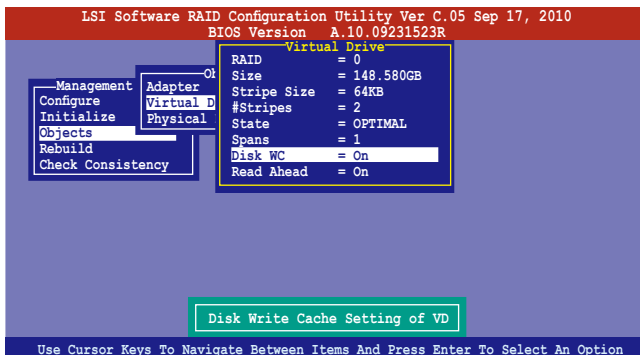 LSI Software RAID Configuration Utility Ver C.05 Sep 17, 2010
BIOS Version A.10.09231523R
Management
Configure
Initialize
Objects
Rebuild
Check Consistency
Adapter
Virtual D
Physical
Virtual Drive
RAID = 0
Size = 148.580GB
Stripe Size = 64KB
#Stripes = 2
State = OPTIMAL
Spans = 1
Disk WC = On
Read Ahead = On
Disk Write Cache Setting of VD
Use Cursor Keys To Navigate Between Items And Press Enter To Select An Option